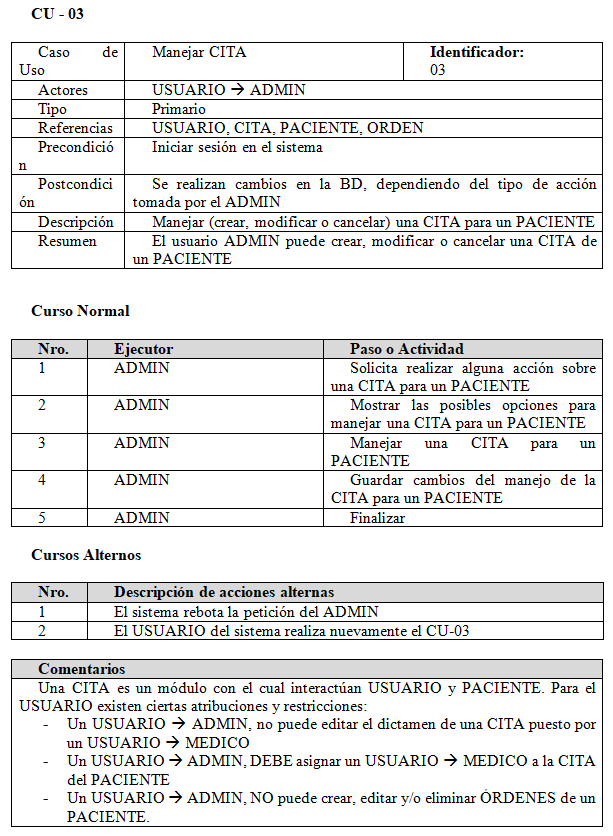 CU - 03
Caso de Manejar CITA Identificador:
Uso 03
Actores USUARIO → ADMIN
Tipo Primario
Referencias USUARIO, CITA, PACIENTE, ORDEN
Precondició Iniciar sesión en el sistema
n
Postcondici Se realizan cambios en la BD, dependiendo del tipo de acción
ón tomada por el ADMIN
Descripción Manejar (crear, modificar o cancelar) una CITA para un PACIENTE
Resumen El usuario ADMIN puede crear, modificar o cancelar una CITA de
un PACIENTE
Curso Normal
Nro. Ejecutor Paso o Actividad
1 ADMIN Solicita realizar alguna acción sobre
una CITA para un PACIENTE
2 ADMIN Mostrar las posibles opciones para
manejar una CITA para un PACIENTE
3 ADMIN Manejar una CITA para un
PACIENTE
4 ADMIN Guardar cambios del manejo de la
CITA para un PACIENTE
5 ADMIN Finalizar
Cursos Alternos
Nro. Descripción de acciones alternas
1 El sistema rebota la petición del ADMIN
2 El USUARIO del sistema realiza nuevamente el CU-03
Comentarios
Una CITA es un módulo con el cual interactúan USUARIO y PACIENTE. Para el
USUARIO existen ciertas atribuciones y restricciones:
- Un USUARIO → ADMIN, no puede editar el dictamen de una CITA puesto por
un USUARIO → MEDICO
- Un USUARIO → ADMIN, DEBE asignar un USUARIO → MEDICO a la CITA
del PACIENTE
- Un USUARIO → ADMIN, NO puede crear, editar y/o eliminar ÓRDENES de un
PACIENTE.